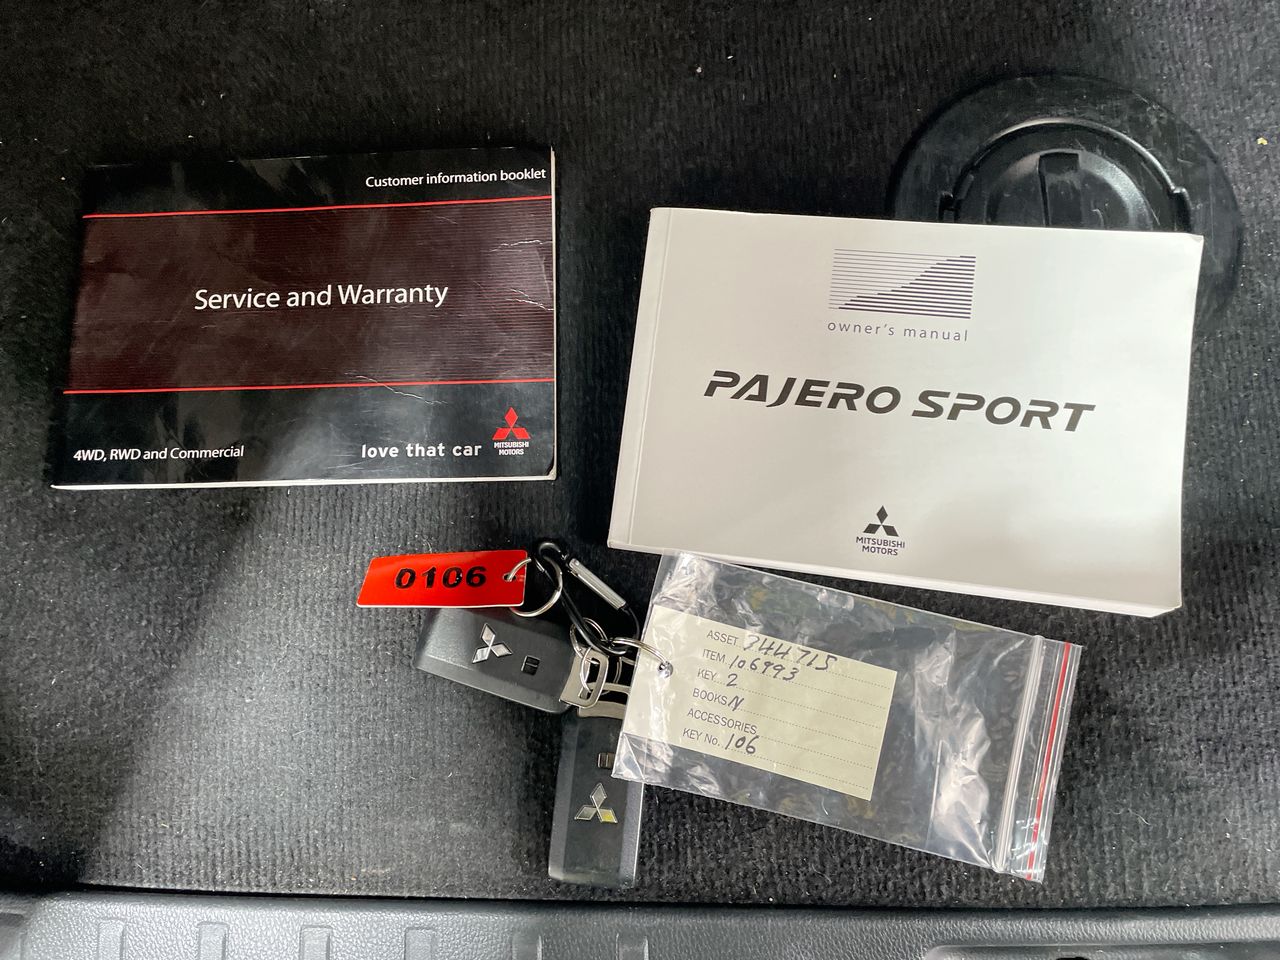 Customer information booklet
Service and Warranty
4WD, RWD and Commercial
love that car
MITSUBISHI
MOTORS
owner's manual
PAJERO SPORT
MITSUBISHI
MOTORS
0106
ASSET 344715
ITEM 106993
KEY 2
BOOKS N
ACCESSORIES
KEY No. 106